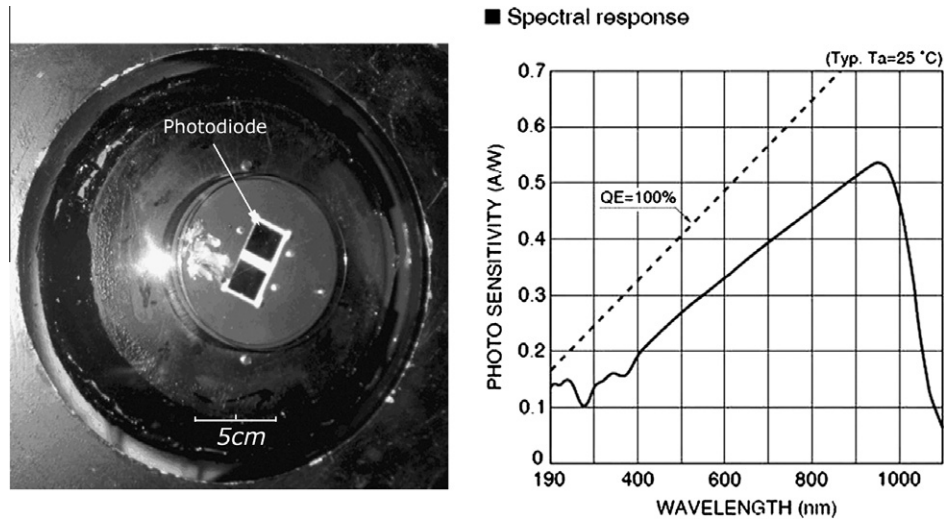 Photodiode
5cm
■ Spectral response
(Typ. Ta=25 ˚C)
PHOTO SENSITIVITY (A/W)
0.7
0.6
0.5
0.4
0.3
0.2
0.1
0
QE=100%
190 400 600 800 1000
WAVELENGTH (nm)